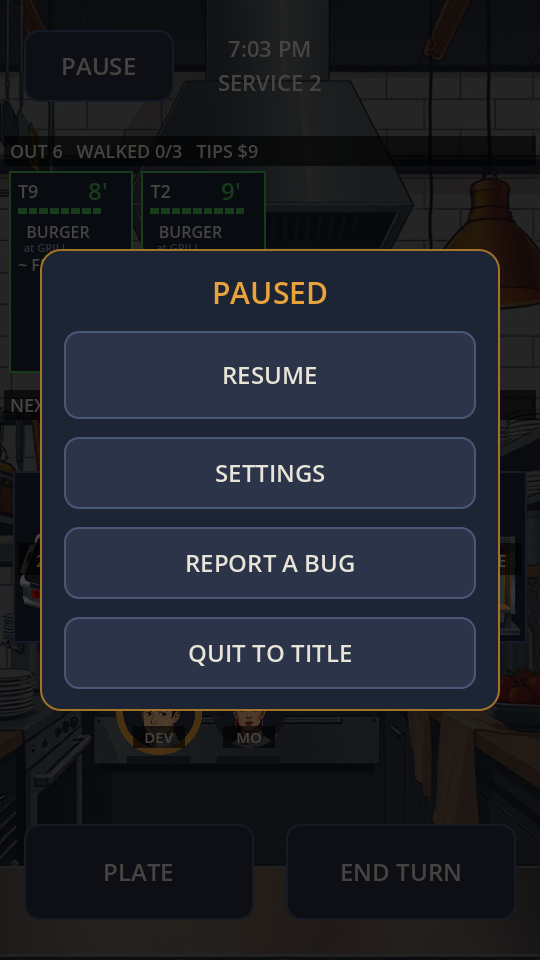 PAUSE
7:03 PM
SERVICE 2
OUT 6 WALKED 0/3 TIPS $9
T9 8'
T2 9'
BURGER
BURGER
at GRILL
at GRILL
PAUSED
RESUME
SETTINGS
REPORT A BUG
QUIT TO TITLE
DEV
MO
PLATE
END TURN